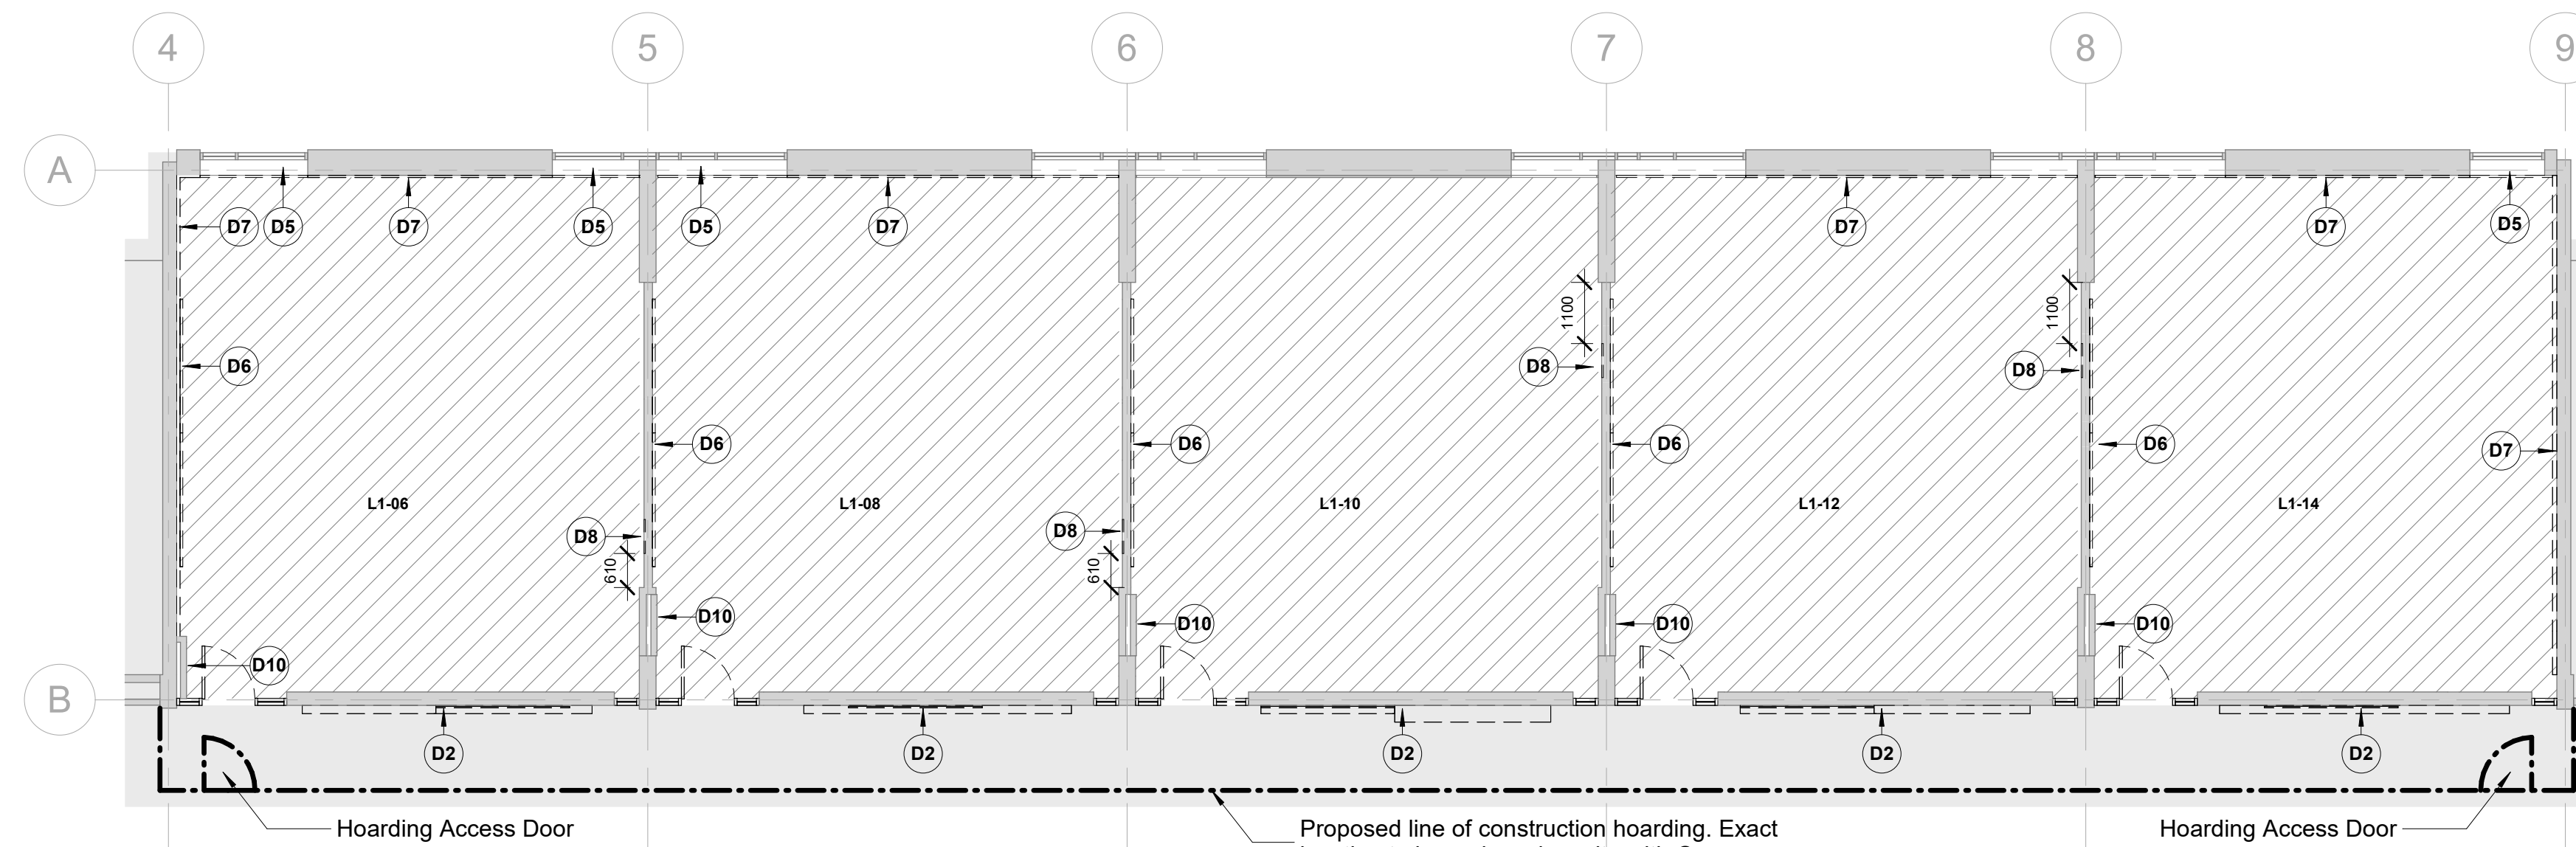 4 5 6 7 8 9
A
D7 D5 D7 D5 D5 D7 D7 D7 D5
1100 1100
D6 D8 D8
D6 D6 D6 D6 D7
L1-06 L1-08 L1-10 L1-12 L1-14
D8 D8
610 610
D10 D10 D10 D10
D10
B
D2 D2 D2 D2 D2
Hoarding Access Door
Proposed line of construction hoarding. Exact
Hoarding Access Door